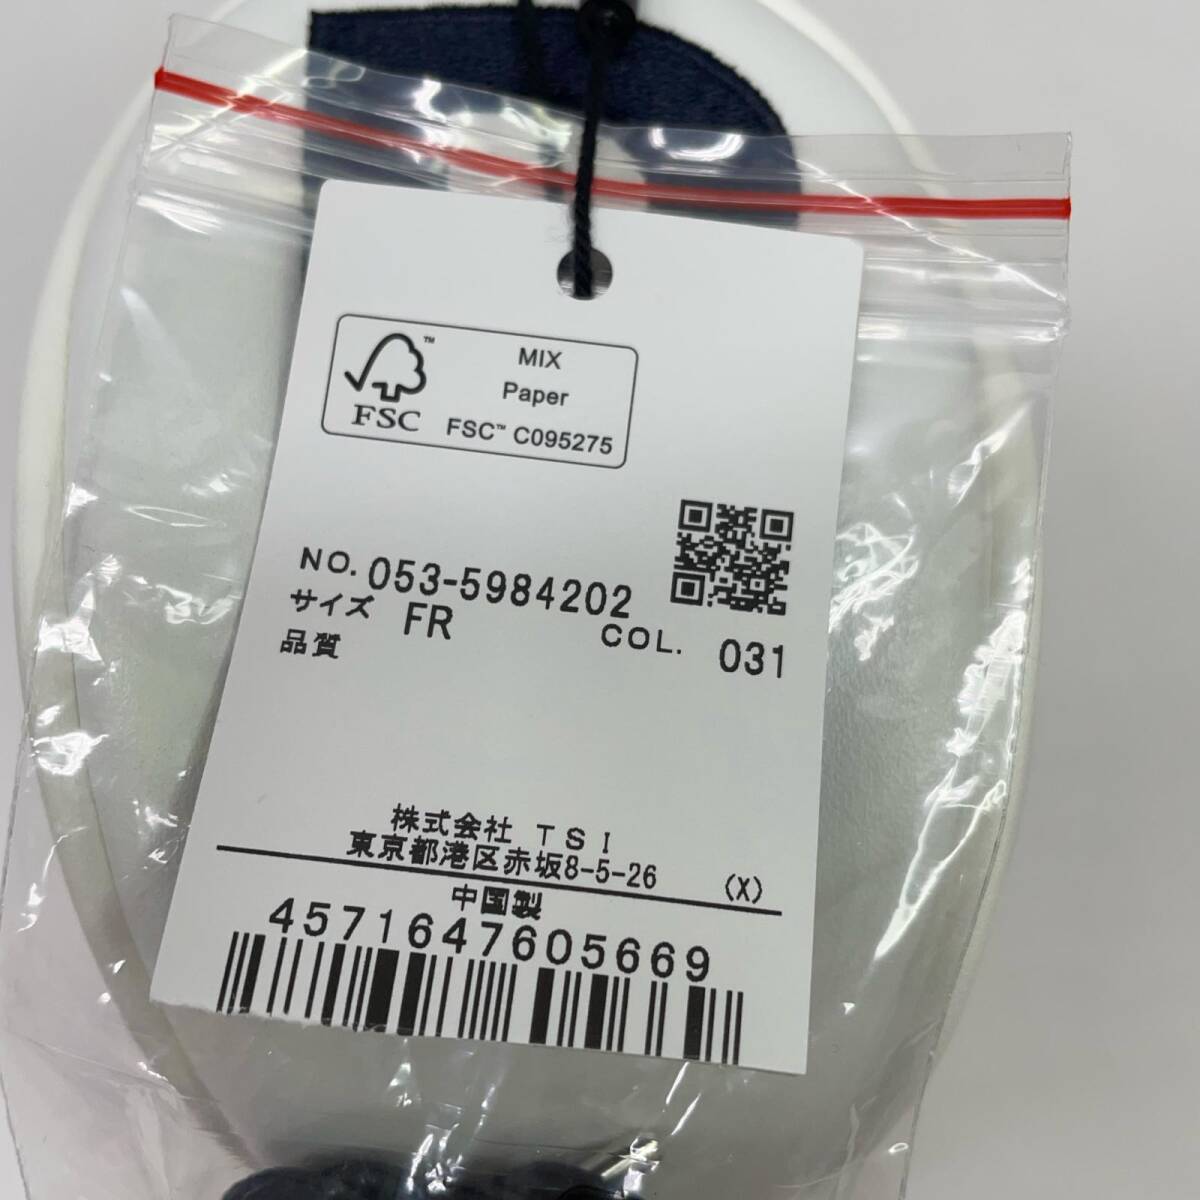 MIX
Paper
FSC™ C095275
FSC
NO. 053-5984202
サイズ FR COL. 031
品質
株式会社 TSI
東京都港区赤坂8-5-26 (X)
中国製
4571647605669